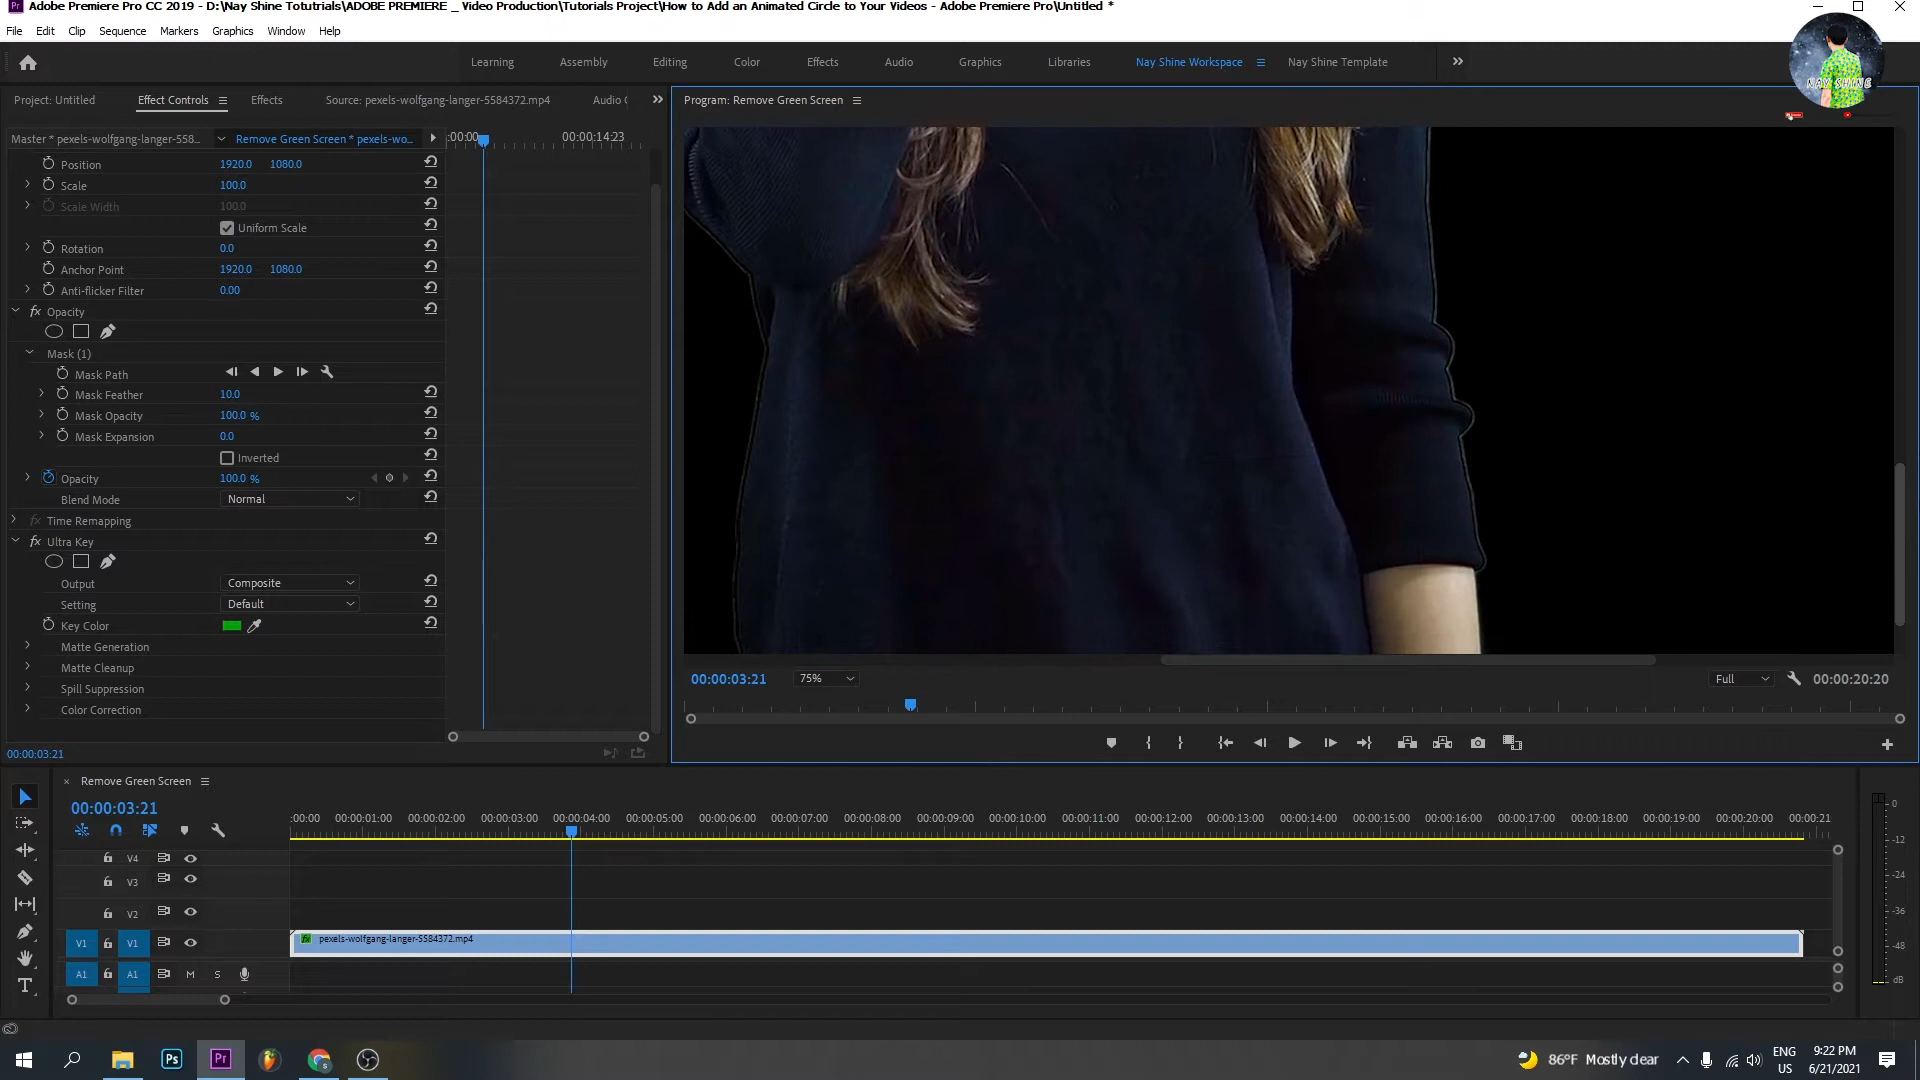 Adobe Premiere Pro CC 2019 - D:\Nay Shine Totutrials\ADOBE PREMIERE _ Video Production\Tutorials Project\How to Add an Animated Circle to Your Videos - Adobe Premiere Pro\Untitled *
File Edit Clip Sequence Markers Graphics Window Help
Learning Assembly Editing Color Effects Audio Graphics Libraries Nay Shine Workspace Nay Shine Template
NAY SHINE
Project: Untitled Effect Controls Effects Source: pexels-wolfgang-langer-5584372.mp4 Audio
Program: Remove Green Screen
Master * pexels-wolfgang-langer-558... Remove Green Screen * pexels-wo... :00:00 00:00:14:23
Position 1920.0 1080.0
Scale 100.0
Scale Width 100.0
Uniform Scale
Rotation 0.0
Anchor Point 1920.0 1080.0
Anti-flicker Filter 0.00
fx Opacity
Mask (1)
Mask Path
Mask Feather 10.0
Mask Opacity 100.0 %
Mask Expansion 0.0
Inverted
Opacity 100.0 %
Blend Mode Normal
fx Time Remapping
fx Ultra Key
Output Composite
Setting Default
Key Color
Matte Generation
Matte Cleanup
Spill Suppression
Color Correction
00:00:03:21
00:00:03:21 75% Full 00:00:20:20
× Remove Green Screen
00:00:03:21
:00:00 00:00:01:00 00:00:02:00 00:00:03:00 00:00:04:00 00:00:05:00 00:00:06:00 00:00:07:00 00:00:08:00 00:00:09:00 00:00:10:00 00:00:11:00 00:00:12:00 00:00:13:00 00:00:14:00 00:00:15:00 00:00:16:00 00:00:17:00 00:00:18:00 00:00:19:00 00:00:20:00 00:00:21
V4
V3
V2
V1 V1 fx pexels-wolfgang-langer-5584372.mp4
A1 A1 M S
0
-12
-24
-36
-48
dB
Ps Pr 86°F Mostly clear ENG US 9:22 PM 6/21/2021